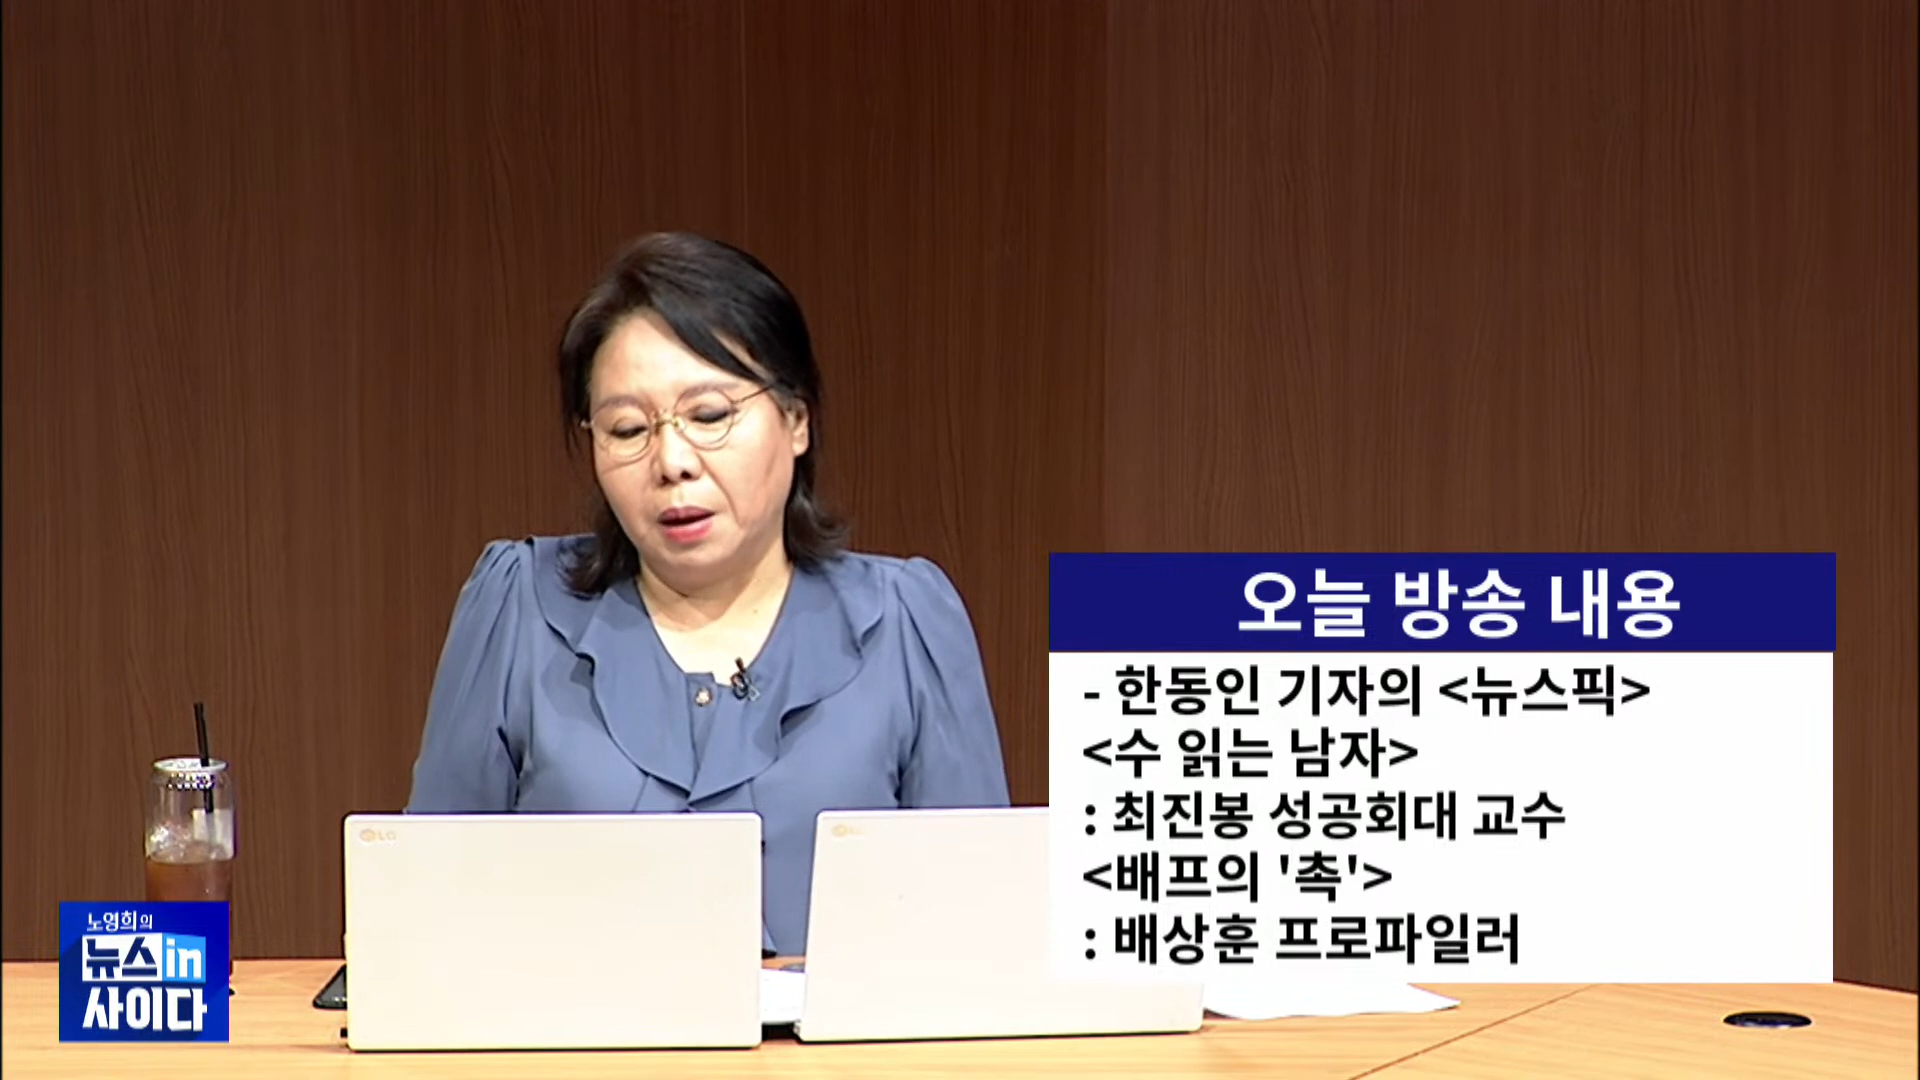 오늘 방송 내용
- 한동인 기자의 <뉴스픽>
<수 읽는 남자>
: 최진봉 성공회대 교수
<배프의 '촉'>
: 배상훈 프로파일러
LG
LG
노영희의
뉴스in
사이다